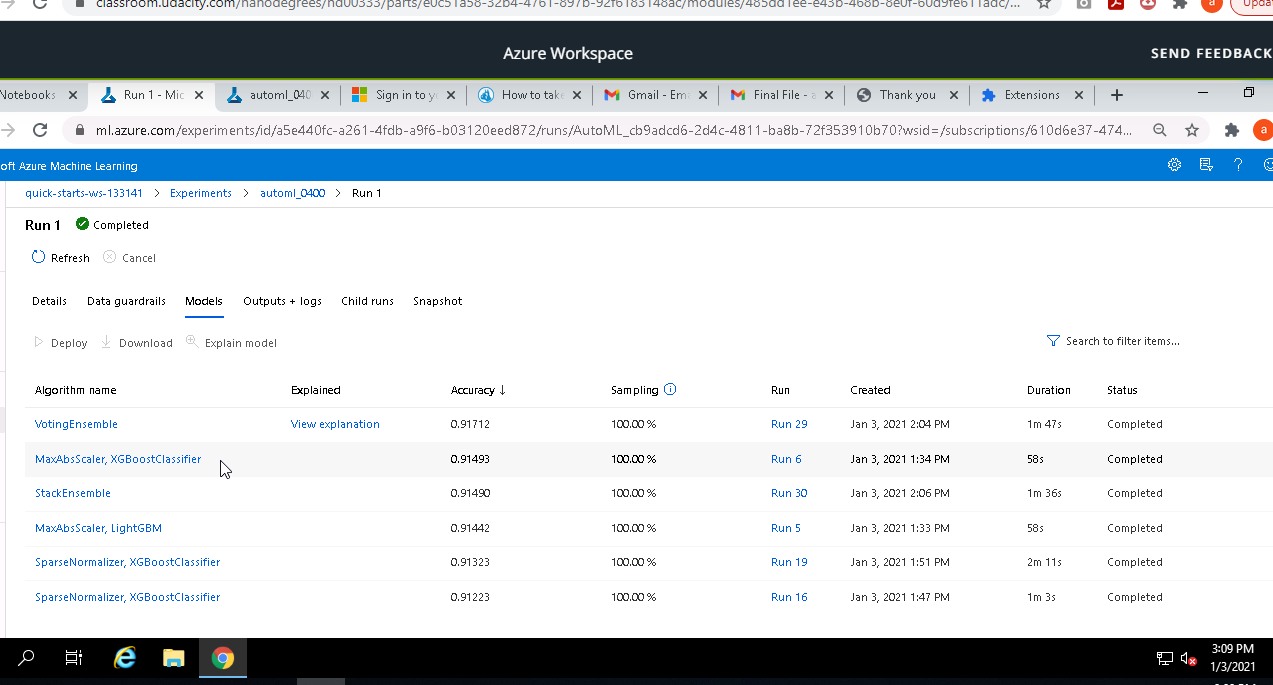 classroom.udacity.com/nanodegrees/nd00333/parts/e0c51a58-32b4-4761-897b-92f6183148ac/modules/485dd1ee-e43b-468b-8e0f-60d9fe611adc/...
a
Azure Workspace
SEND FEEDBACK
Notebooks
Run 1 - Mic
automl_040
Sign in to y
How to take
Gmail - Em
Final File - a
Thank you
Extensions
ml.azure.com/experiments/id/a5e440fc-a261-4fdb-a9f6-b03120eed872/runs/AutoML_cb9adcd6-2d4c-4811-ba8b-72f353910b70?wsid=/subscriptions/610d6e37-474...
a
oft Azure Machine Learning
quick-starts-ws-133141 > Experiments > automl_0400 > Run 1
Run 1 Completed
Refresh Cancel
Details Data guardrails Models Outputs + logs Child runs Snapshot
Deploy Download Explain model Search to filter items...
Algorithm name Explained Accuracy ↓ Sampling Run Created Duration Status
VotingEnsemble View explanation 0.91712 100.00 % Run 29 Jan 3, 2021 2:04 PM 1m 47s Completed
MaxAbsScaler, XGBoostClassifier 0.91493 100.00 % Run 6 Jan 3, 2021 1:34 PM 58s Completed
StackEnsemble 0.91490 100.00 % Run 30 Jan 3, 2021 2:06 PM 1m 36s Completed
MaxAbsScaler, LightGBM 0.91442 100.00 % Run 5 Jan 3, 2021 1:33 PM 58s Completed
SparseNormalizer, XGBoostClassifier 0.91323 100.00 % Run 19 Jan 3, 2021 1:51 PM 2m 11s Completed
SparseNormalizer, XGBoostClassifier 0.91223 100.00 % Run 16 Jan 3, 2021 1:47 PM 1m 3s Completed
3:09 PM
1/3/2021